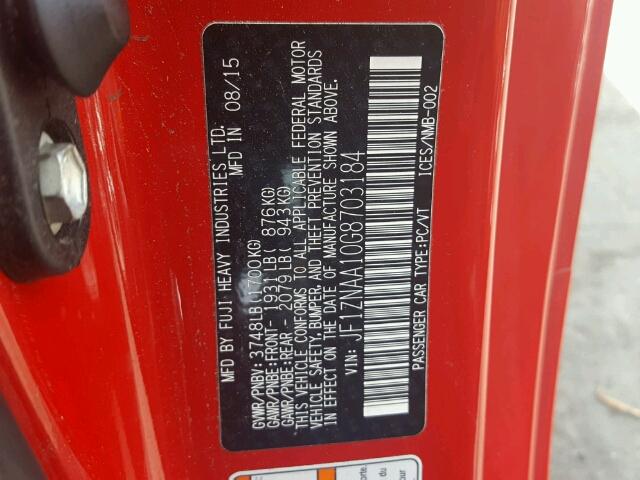 MFD BY FUJI HEAVY INDUSTRIES LTD.
MFD IN 08/15
GVWR/PNBV: 3748LB(1700KG)
GAWR/PNBE:FRONT- 1931LB( 876KG)
GAWR/PNBE:REAR - 2079LB( 943KG)
THIS VEHICLE CONFORMS TO ALL APPLICABLE FEDERAL MOTOR
VEHICLE SAFETY,BUMPER, AND THEFT PREVENTION STANDARDS
IN EFFECT ON THE DATE OF MANUFACTURE SHOWN ABOVE.
VIN: JF1ZNAA10G8703184
PASSENGER CAR VEHICLE TYPE:PC/VT ICES/NMB-002